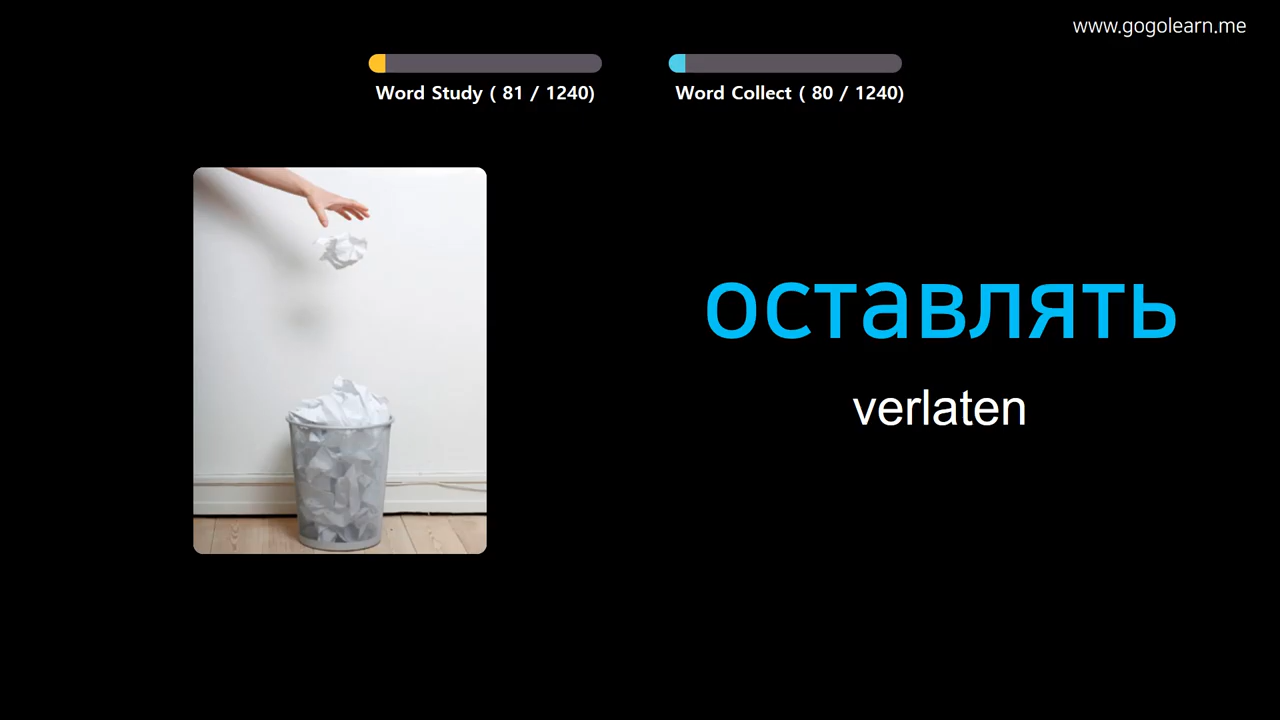 www.gogolearn.me
Word Study ( 81 / 1240)
Word Collect ( 80 / 1240)
оставлять
verlaten